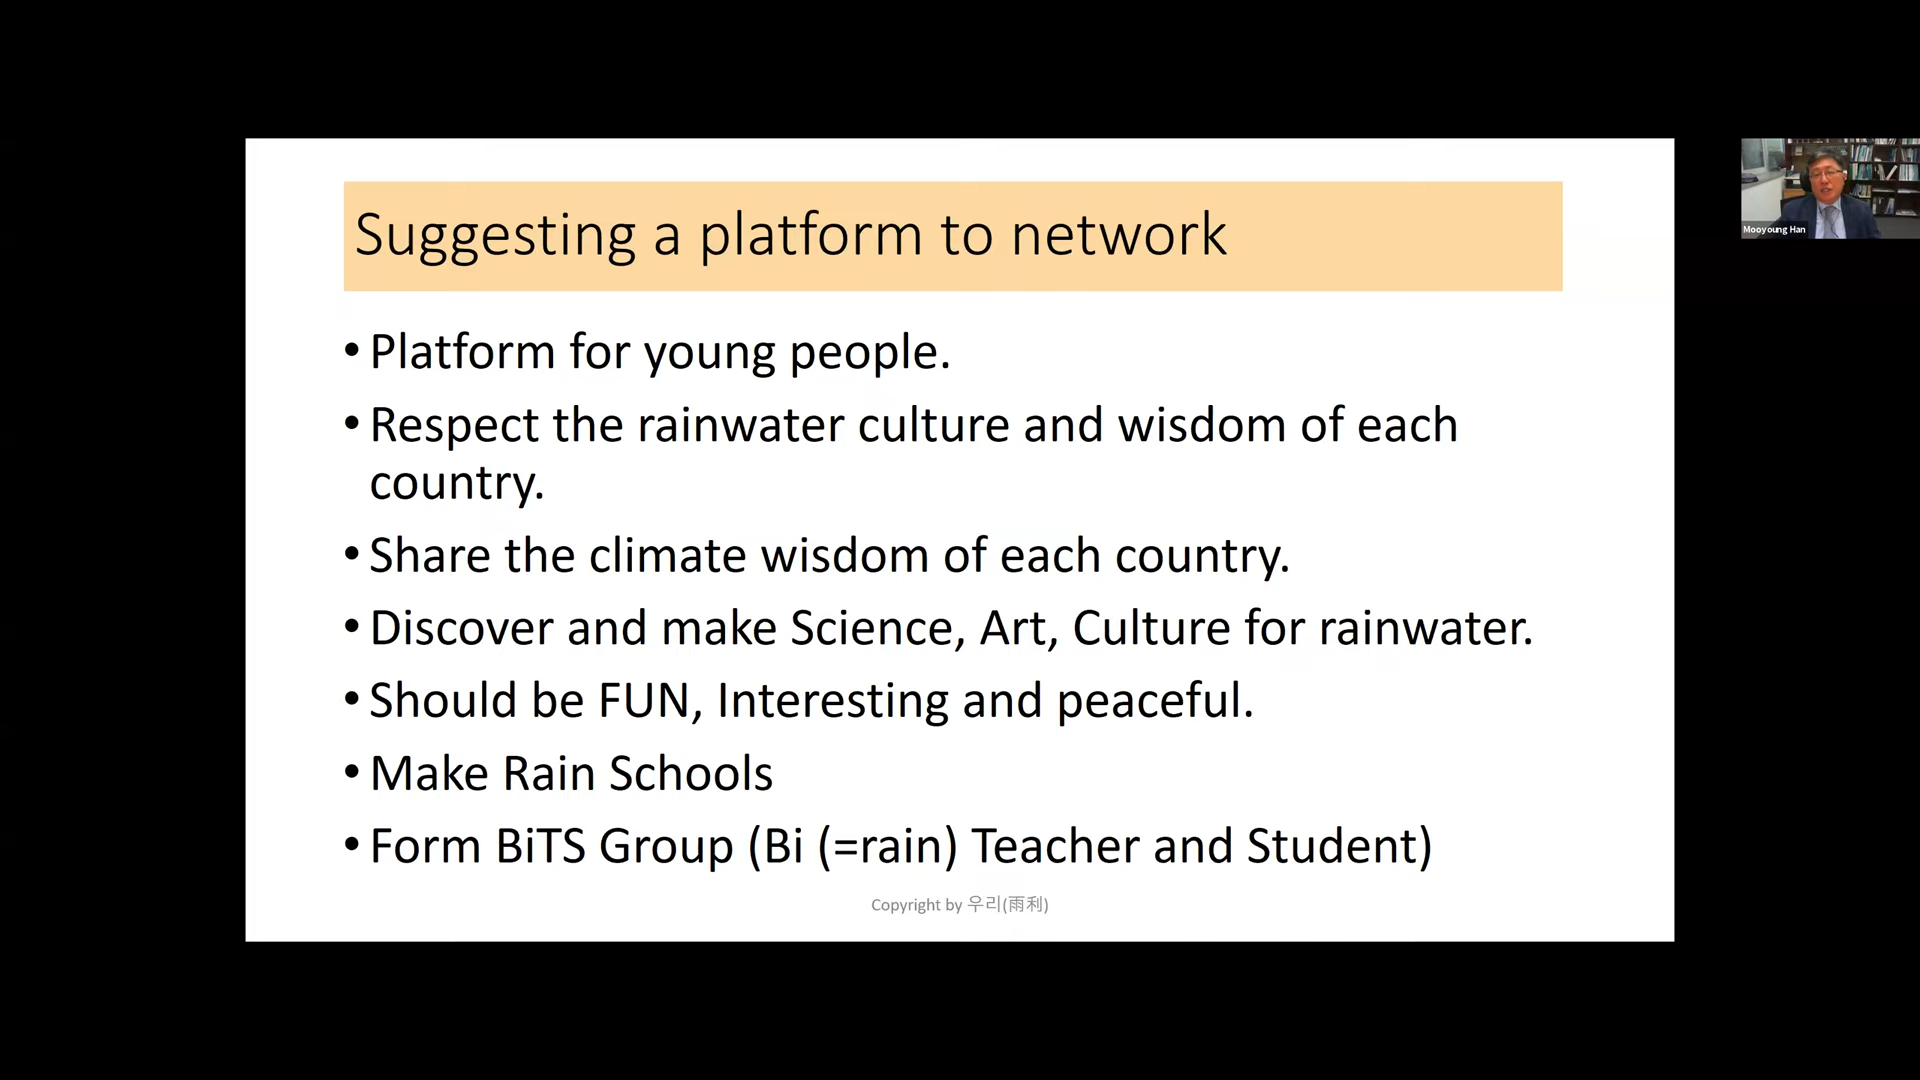 Suggesting a platform to network
• Platform for young people.
• Respect the rainwater culture and wisdom of each
country.
• Share the climate wisdom of each country.
• Discover and make Science, Art, Culture for rainwater.
• Should be FUN, Interesting and peaceful.
• Make Rain Schools
• Form BiTS Group (Bi (=rain) Teacher and Student)
Copyright by 우리(雨利)
Mooyoung Han